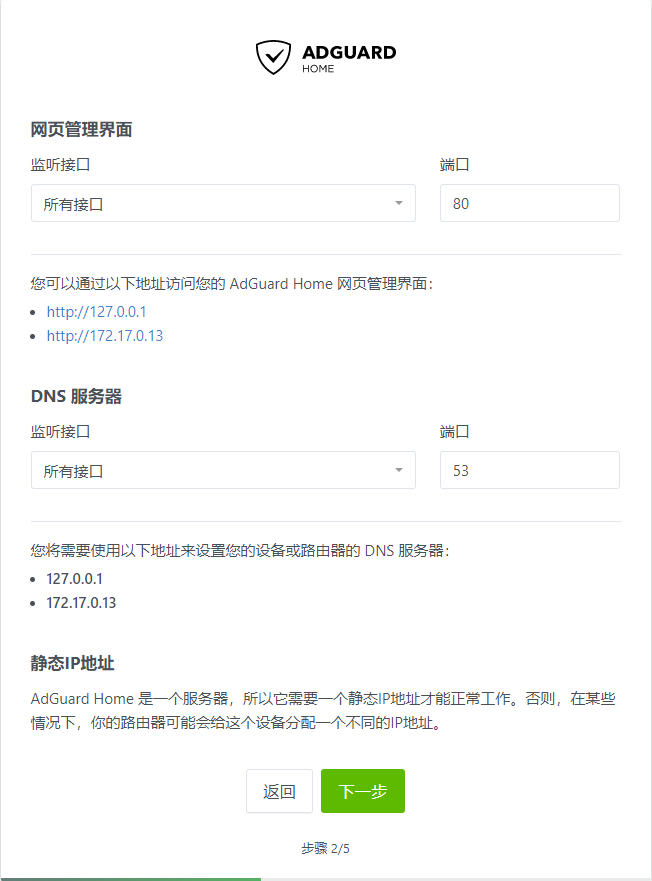 ADGUARD
HOME
网页管理界面
监听接口
端口
所有接口
80
您可以通过以下地址访问您的 AdGuard Home 网页管理界面：
http://127.0.0.1
http://172.17.0.13
DNS 服务器
监听接口
端口
所有接口
53
您将需要使用以下地址来设置您的设备或路由器的 DNS 服务器：
127.0.0.1
172.17.0.13
静态IP地址
AdGuard Home 是一个服务器，所以它需要一个静态IP地址才能正常工作。否则，在某些
情况下，你的路由器可能会给这个设备分配一个不同的IP地址。
返回
下一步
步骤 2/5